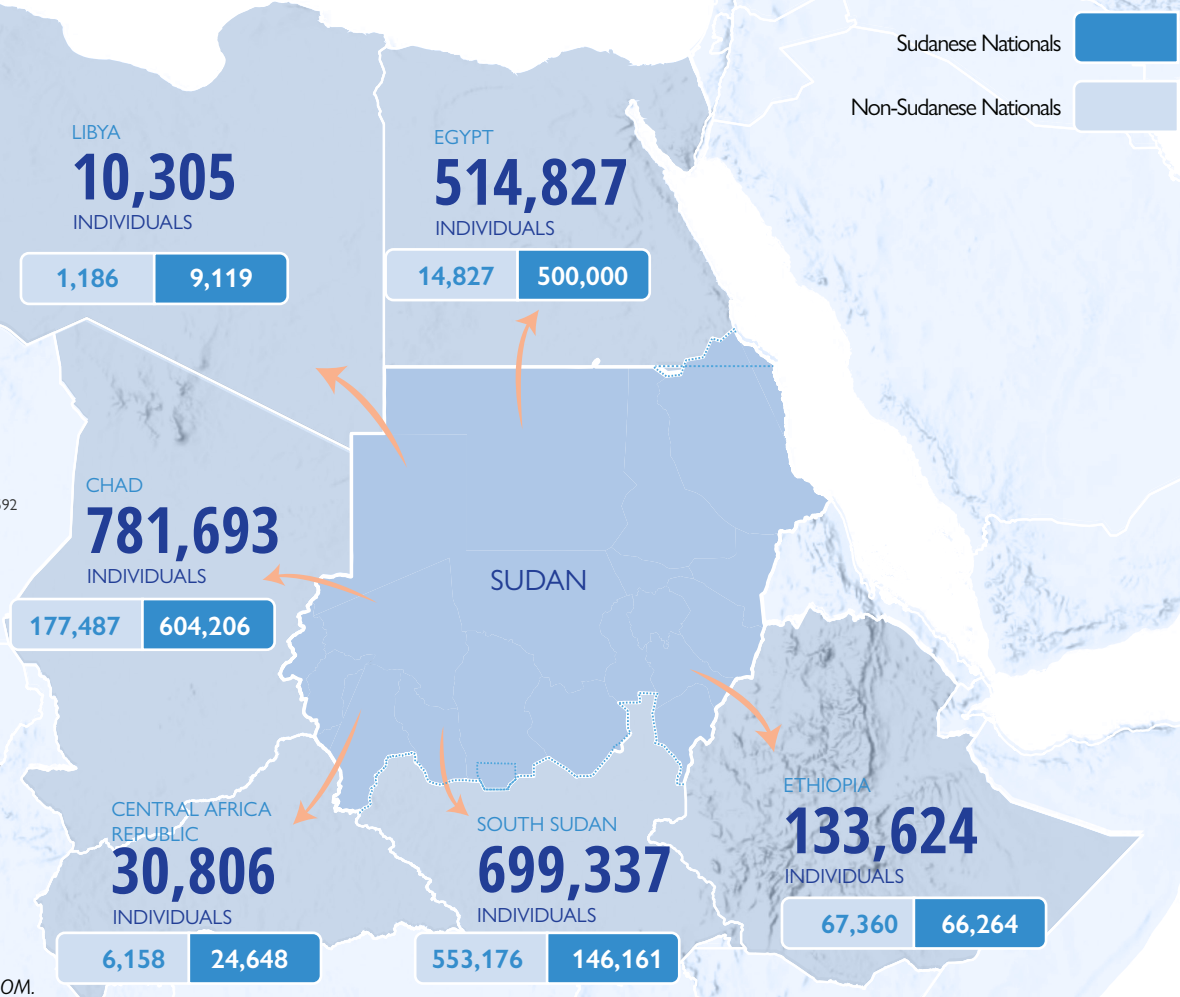 Sudanese Nationals
Non-Sudanese Nationals
LIBYA
10,305
INDIVIDUALS
1,186 9,119
EGYPT
514,827
INDIVIDUALS
14,827 500,000
CHAD
781,693
INDIVIDUALS
177,487 604,206
SUDAN
CENTRAL AFRICA
REPUBLIC
30,806
INDIVIDUALS
6,158 24,648
SOUTH SUDAN
699,337
INDIVIDUALS
553,176 146,161
ETHIOPIA
133,624
INDIVIDUALS
67,360 66,264
OM.